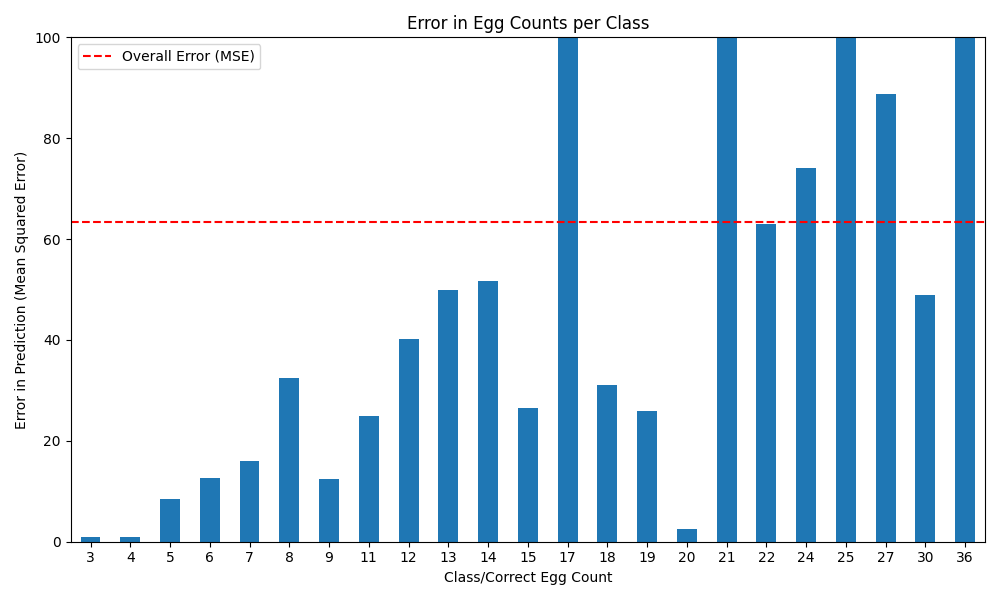 Error in Egg Counts per Class
Overall Error (MSE)
Error in Prediction (Mean Squared Error)
100
80
60
40
20
0
3 4 5 6 7 8 9 11 12 13 14 15 17 18 19 20 21 22 24 25 27 30 36
Class/Correct Egg Count